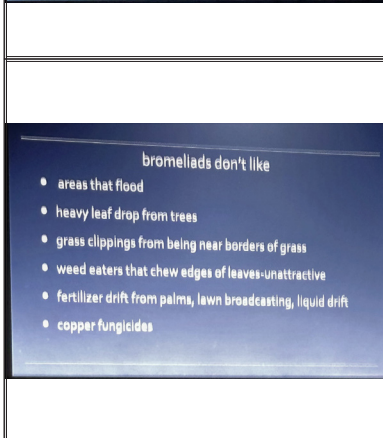 bromeliads don't like
• areas that flood
• heavy leaf drop from trees
• grass clippings from being near borders of grass
• weed eaters that chew edges of leaves-unattractive
• fertilizer drift from palms, lawn broadcasting, liquid drift
• copper fungicides